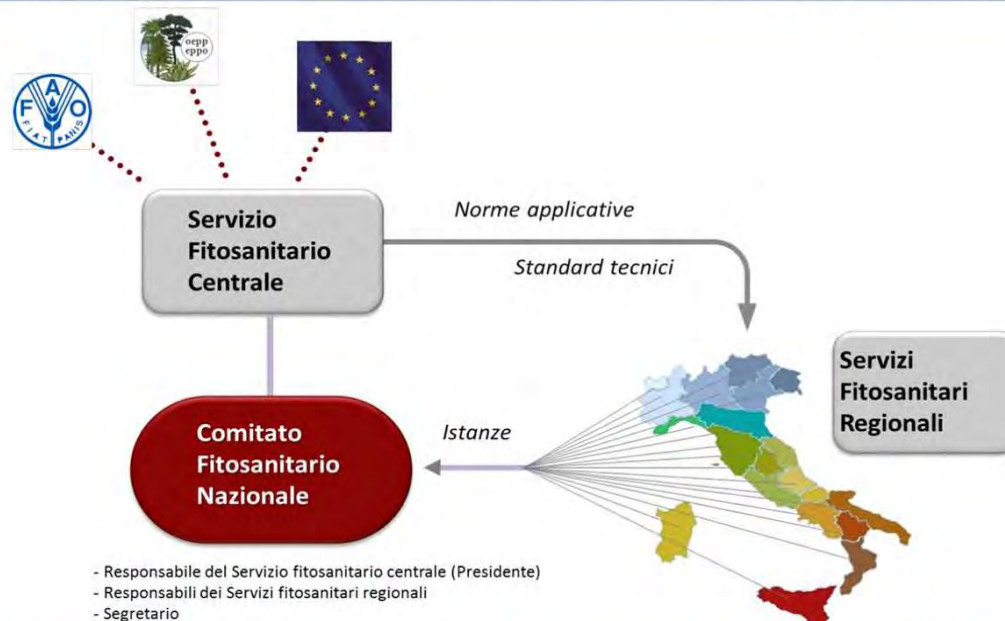 oepp
eppo
F A O
FIAT PANIS
Servizio
Fitosanitario
Centrale
Norme applicative
Standard tecnici
Servizi
Fitosanitari
Regionali
Comitato
Fitosanitario
Nazionale
Istanze
- Responsabile del Servizio fitosanitario centrale (Presidente)
- Responsabili dei Servizi fitosanitari regionali
- Segretario